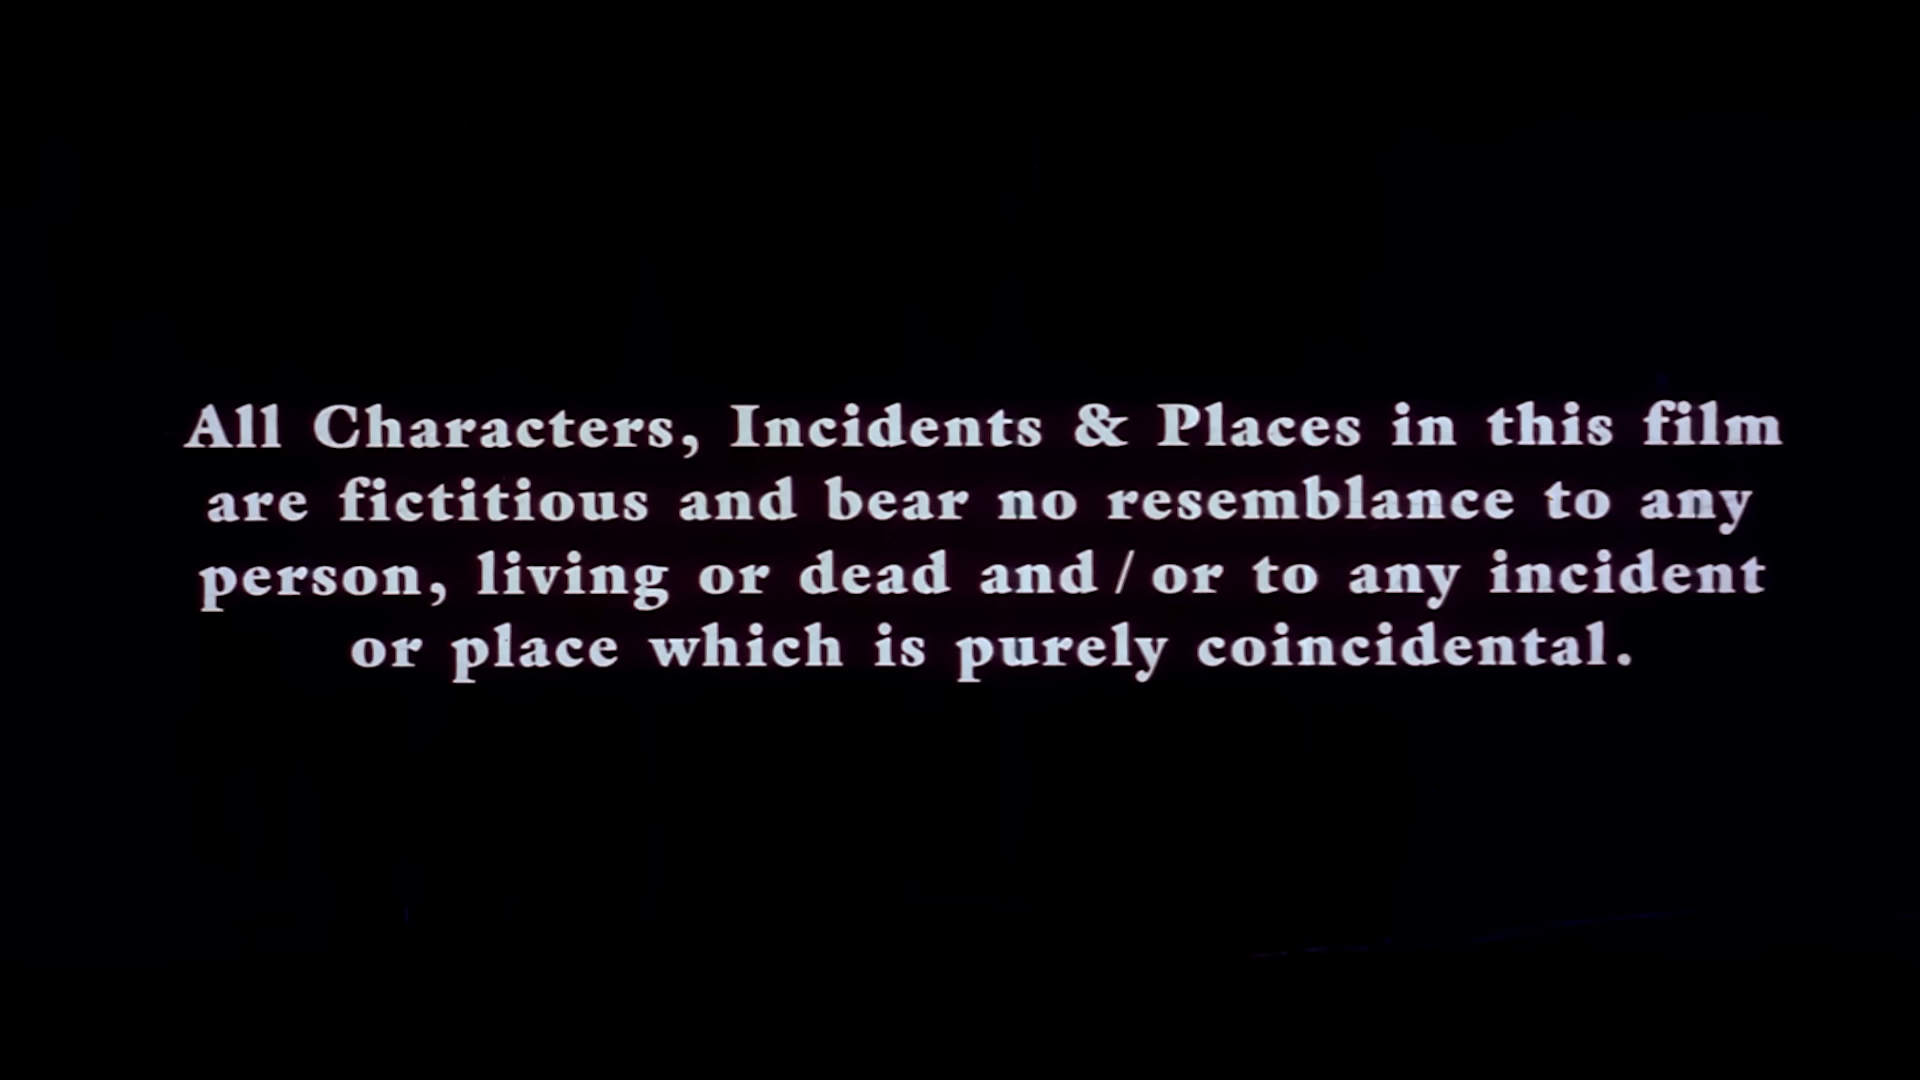 All Characters, Incidents & Places in this film
are fictitious and bear no resemblance to any
person, living or dead and / or to any incident
or place which is purely coincidental.